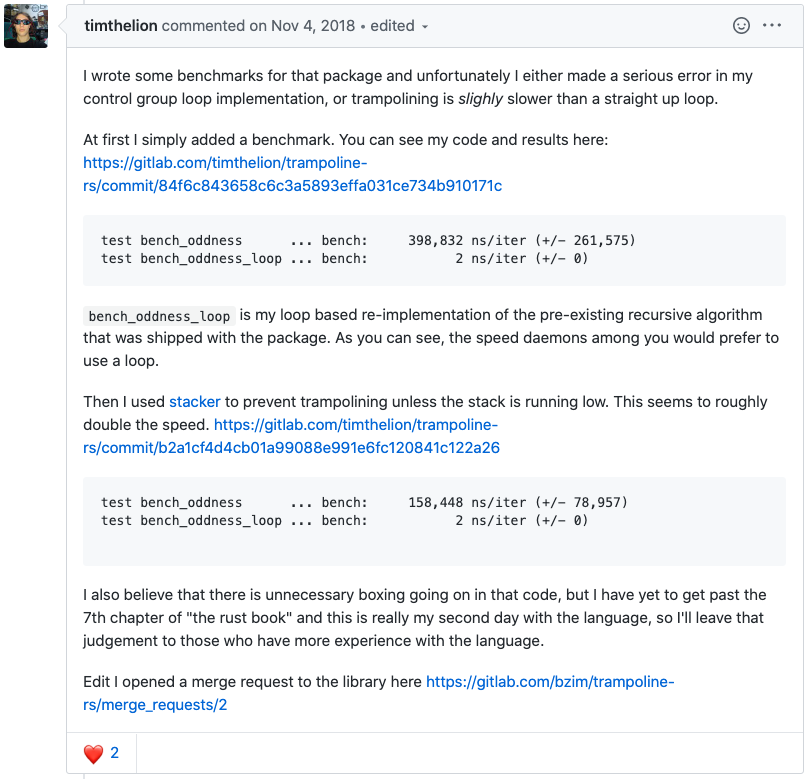 timthelion commented on Nov 4, 2018 • edited
I wrote some benchmarks for that package and unfortunately I either made a serious error in my
control group loop implementation, or trampolining is slighly slower than a straight up loop.
At first I simply added a benchmark. You can see my code and results here:
https://gitlab.com/timthelion/trampoline-
rs/commit/84f6c843658c6c3a5893effa031ce734b910171c
test bench_oddness      ... bench:     398,832 ns/iter (+/- 261,575)
test bench_oddness_loop ... bench:           2 ns/iter (+/- 0)
bench_oddness_loop is my loop based re-implementation of the pre-existing recursive algorithm
that was shipped with the package. As you can see, the speed daemons among you would prefer to
use a loop.
Then I used stacker to prevent trampolining unless the stack is running low. This seems to roughly
double the speed. https://gitlab.com/timthelion/trampoline-
rs/commit/b2a1cf4d4cb01a99088e991e6fc120841c122a26
test bench_oddness      ... bench:     158,448 ns/iter (+/- 78,957)
test bench_oddness_loop ... bench:           2 ns/iter (+/- 0)
I also believe that there is unnecessary boxing going on in that code, but I have yet to get past the
7th chapter of "the rust book" and this is really my second day with the language, so I'll leave that
judgement to those who have more experience with the language.
Edit I opened a merge request to the library here https://gitlab.com/bzim/trampoline-
rs/merge_requests/2
❤️ 2